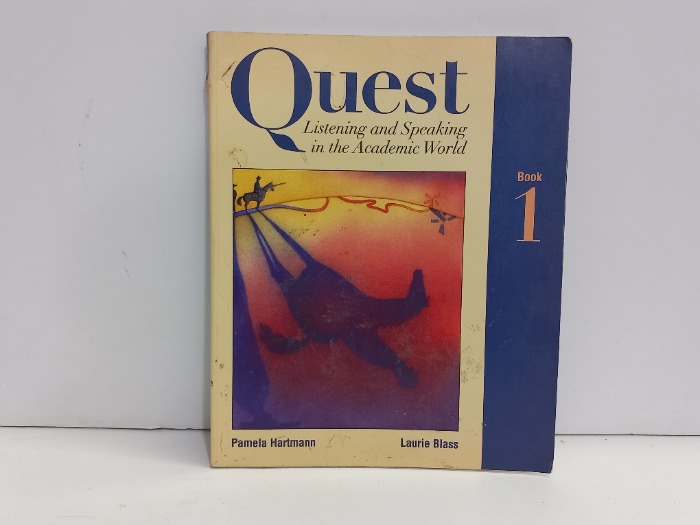 Quest
Listening and Speaking
in the Academic World
Book
1
Pamela Hartmann Laurie Blass